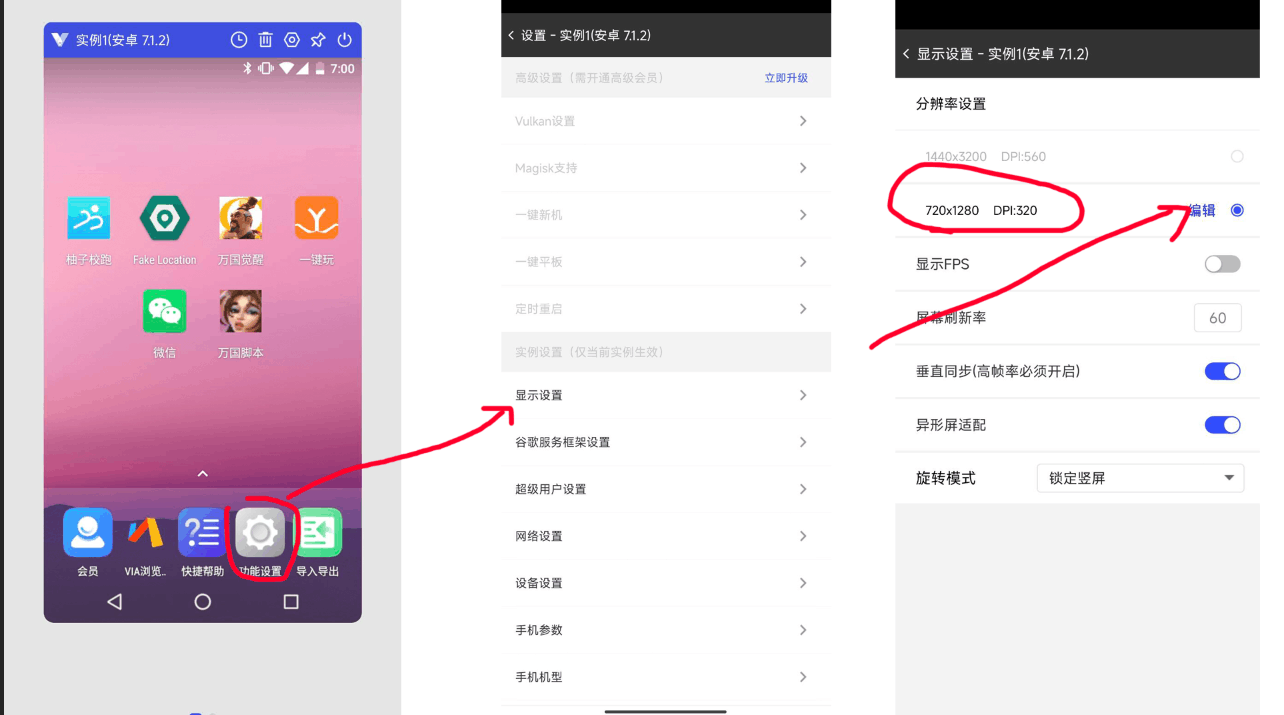 实例1(安卓 7.1.2)
7:00
柚子校跑
Fake Location
万国觉醒
一键玩
微信
万国脚本
会员
VIA浏览..
快捷帮助
功能设置
导入导出
设置 - 实例1(安卓 7.1.2)
高级设置（需开通高级会员）
立即升级
Vulkan设置
Magisk支持
一键新机
一键平板
定时重启
实例设置（仅当前实例生效）
显示设置
谷歌服务框架设置
超级用户设置
网络设置
设备设置
手机参数
手机机型
显示设置 - 实例1(安卓 7.1.2)
分辨率设置
1440x3200 DPI:560
720x1280 DPI:320
编辑
显示FPS
屏幕刷新率
60
垂直同步(高帧率必须开启)
异形屏适配
旋转模式
锁定竖屏